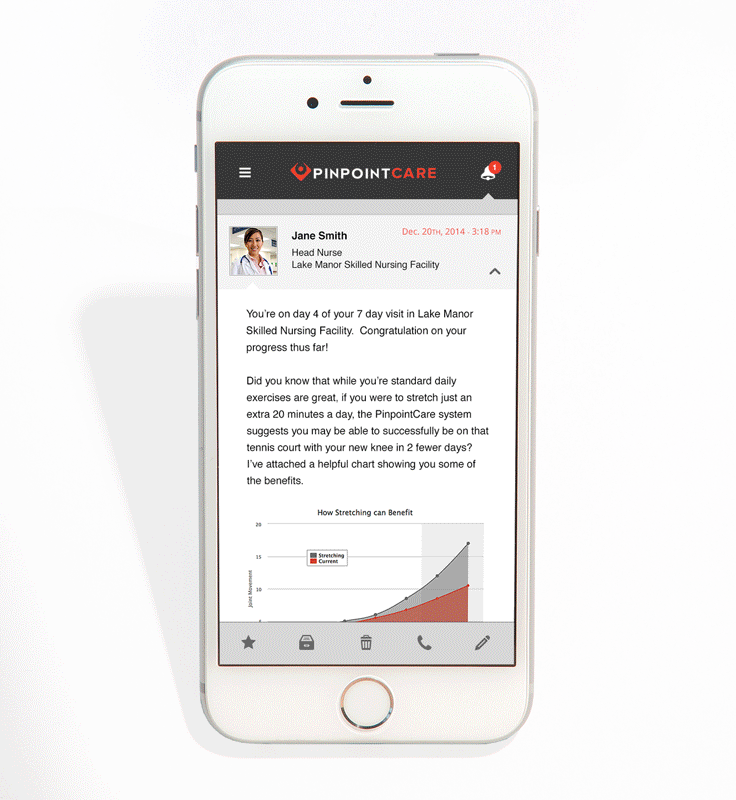 PINPOINTCARE
1
Jane Smith
Dec. 20TH, 2014 - 3:18 PM
Head Nurse
Lake Manor Skilled Nursing Facility
You're on day 4 of your 7 day visit in Lake Manor
Skilled Nursing Facility.  Congratulation on your
progress thus far!
Did you know that while you're standard daily
exercises are great, if you were to stretch just an
extra 20 minutes a day, the PinpointCare system
suggests you may be able to successfully be on that
tennis court with your new knee in 2 fewer days?
I've attached a helpful chart showing you some of
the benefits.
How Stretching can Benefit
20
15
10
Joint Movement
Stretching
Current